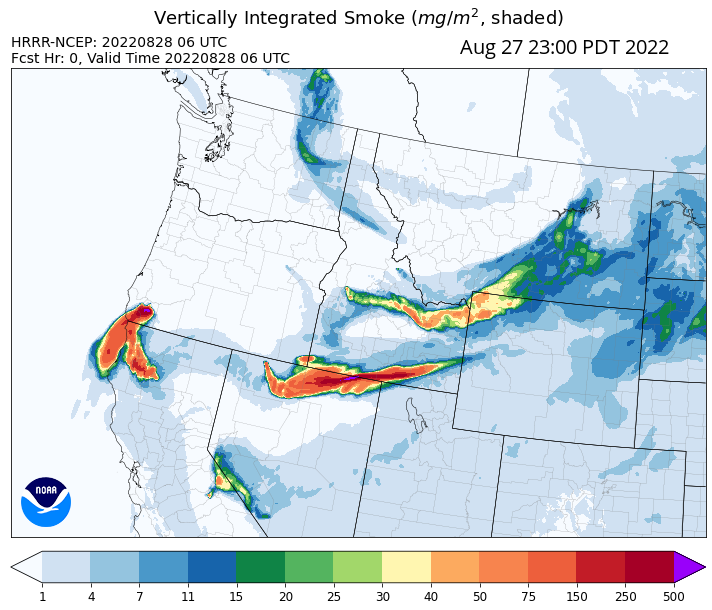 Vertically Integrated Smoke (mg/m², shaded)
HRRR-NCEP: 20220828 06 UTC
Fcst Hr: 0, Valid Time 20220828 06 UTC
Aug 27 23:00 PDT 2022
NOAA
1 4 7 11 15 20 25 30 40 50 75 150 250 500